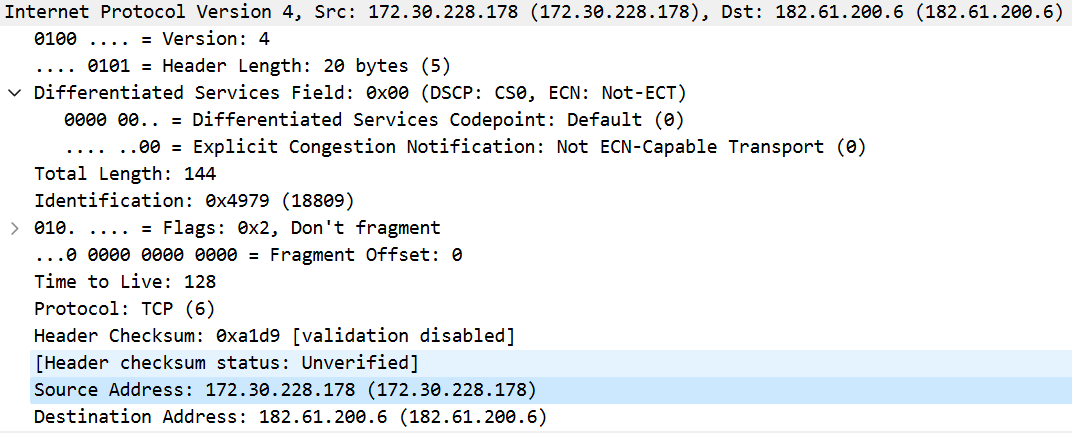 Internet Protocol Version 4, Src: 172.30.228.178 (172.30.228.178), Dst: 182.61.200.6 (182.61.200.6)
0100 .... = Version: 4
.... 0101 = Header Length: 20 bytes (5)
Differentiated Services Field: 0x00 (DSCP: CS0, ECN: Not-ECT)
0000 00.. = Differentiated Services Codepoint: Default (0)
.... ..00 = Explicit Congestion Notification: Not ECN-Capable Transport (0)
Total Length: 144
Identification: 0x4979 (18809)
010. .... = Flags: 0x2, Don't fragment
...0 0000 0000 0000 = Fragment Offset: 0
Time to Live: 128
Protocol: TCP (6)
Header Checksum: 0xa1d9 [validation disabled]
[Header checksum status: Unverified]
Source Address: 172.30.228.178 (172.30.228.178)
Destination Address: 182.61.200.6 (182.61.200.6)